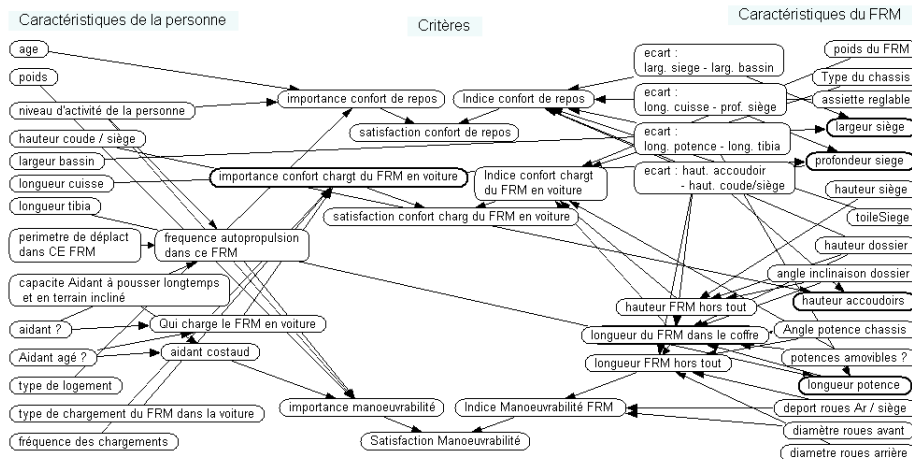 Caractéristiques de la personne
Critères
Caractéristiques du FRM
age
poids
niveau d'activité de la personne
hauteur coude / siège
largeur bassin
longueur cuisse
longueur tibia
perimetre de déplact
dans CE FRM
capacite Aidant à pousser longtemps
et en terrain incliné
aidant ?
Aidant agé ?
type de logement
type de chargement du FRM dans la voiture
fréquence des chargements
frequence autopropulsion
dans ce FRM
Qui charge le FRM en voiture
aidant costaud
importance confort de repos
Indice confort de repos
satisfaction confort de repos
importance confort chargt du FRM en voiture
Indice confort chargt
du FRM en voiture
satisfaction confort charg du FRM en voiture
importance manoeuvrabilité
Indice Manoeuvrabilité FRM
Satisfaction Manoeuvrabilité
ecart :
larg. siege - larg. bassin
ecart :
long. cuisse - prof. siège
ecart :
long. potence - long. tibia
ecart : haut. accoudoir
- haut. coude/siège
hauteur FRM hors tout
longueur du FRM dans le coffre
longueur FRM hors tout
poids du FRM
Type du chassis
assiette reglable
largeur siège
profondeur siege
hauteur siège
toileSiege
hauteur dossier
angle inclinaison dossier
hauteur accoudoirs
Angle potence chassis
potences amovibles ?
longueur potence
deport roues Ar / siège
diamètre roues avant
diametre roues arrière